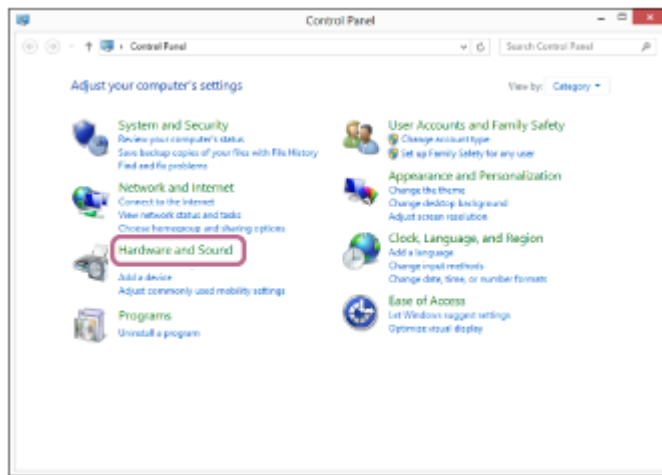 Control Panel
Control Panel
Search Control Panel
Adjust your computer's settings
View by: Category
System and Security
Review your computer's status
Save backup copies of your files with File History
Find and fix problems
Network and Internet
Connect to the Internet
View network status and tasks
Choose homegroup and sharing options
Hardware and Sound
Add a device
Adjust commonly used mobility settings
Programs
Uninstall a program
User Accounts and Family Safety
Change account type
Set up Family Safety for any user
Appearance and Personalization
Change the theme
Change desktop background
Adjust screen resolution
Clock, Language, and Region
Add a language
Change input methods
Change date, time, or number formats
Ease of Access
Let Windows suggest settings
Optimize visual display